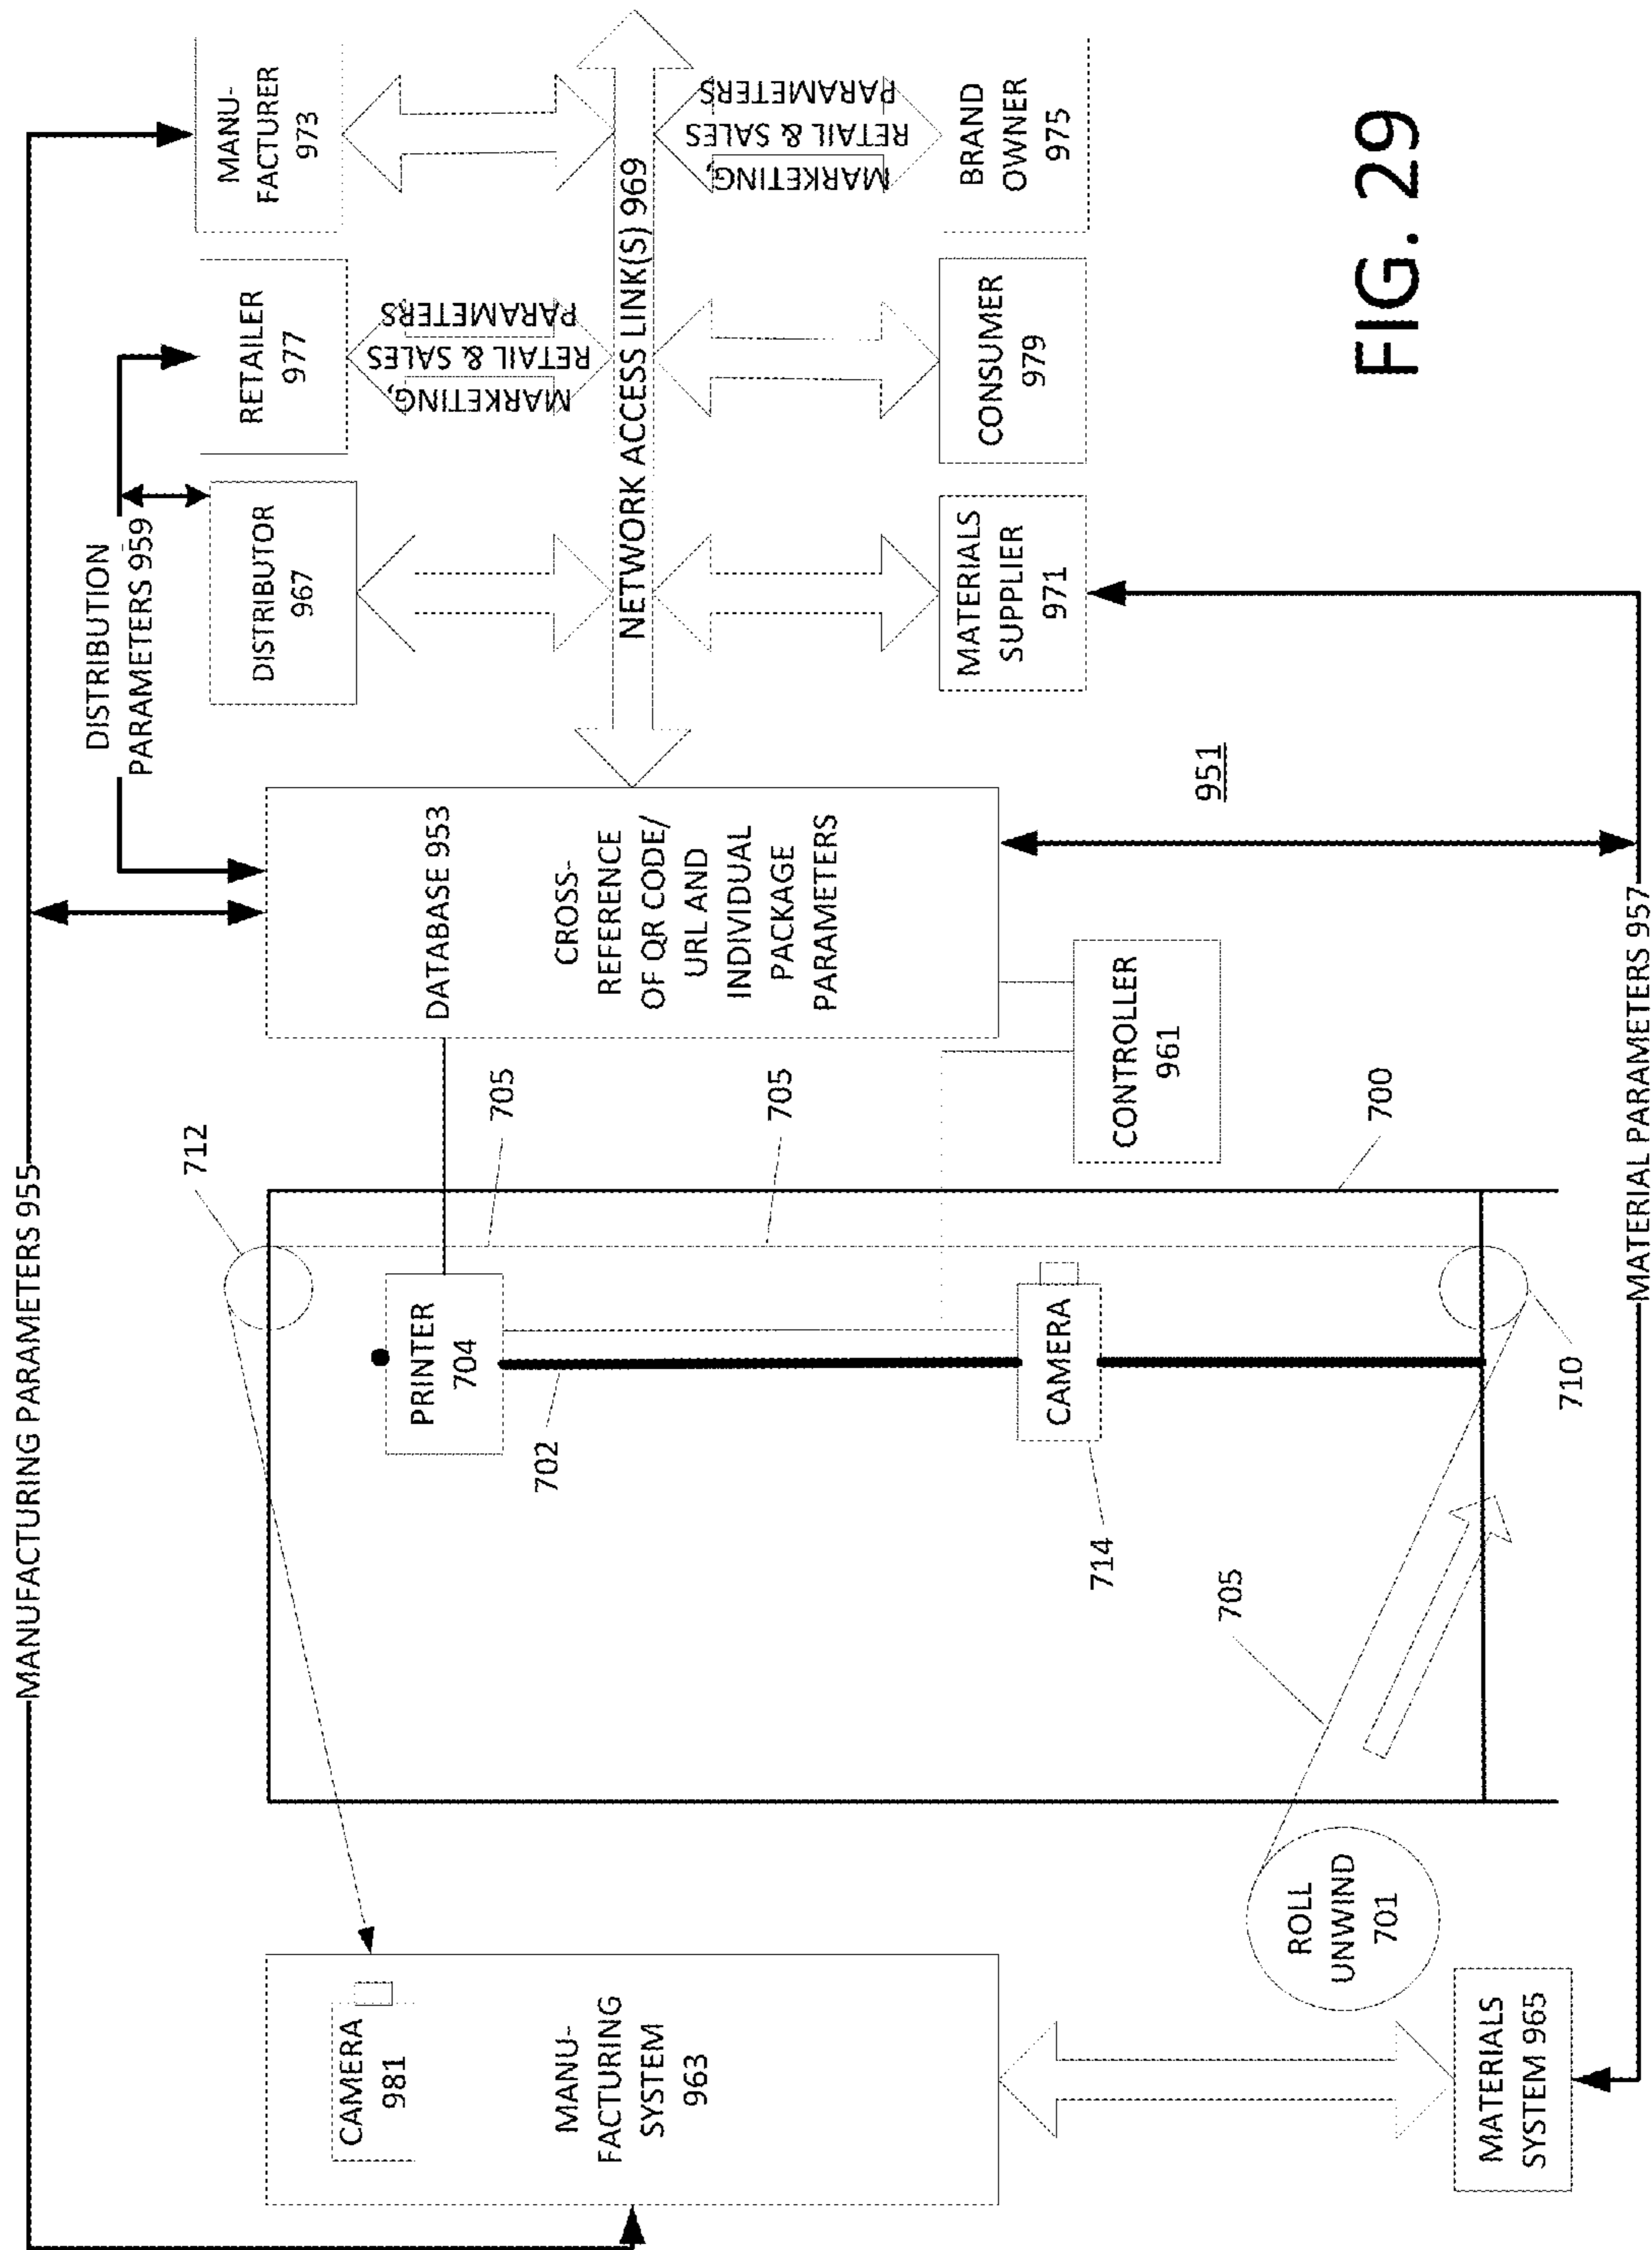 MANUFACTURING PARAMETERS 955
DISTRIBUTION
PARAMETERS 959
CAMERA
981
MANU-
FACTURING
SYSTEM
963
MATERIALS
SYSTEM 965
ROLL
UNWIND
701
712
PRINTER
704
702
705
705
CAMERA
714
705
710
700
DATABASE 953
CROSS-
REFERENCE
OF QR CODE/
URL AND
INDIVIDUAL
PACKAGE
PARAMETERS
CONTROLLER
961
951
DISTRIBUTOR
967
RETAILER
977
MANU-
FACTURER
973
MARKETING,
RETAIL & SALES
PARAMETERS
NETWORK ACCESS LINK(S) 969
MARKETING,
RETAIL & SALES
PARAMETERS
MATERIALS
SUPPLIER
971
CONSUMER
979
BRAND
OWNER
975
MATERIAL PARAMETERS 957
FIG. 29